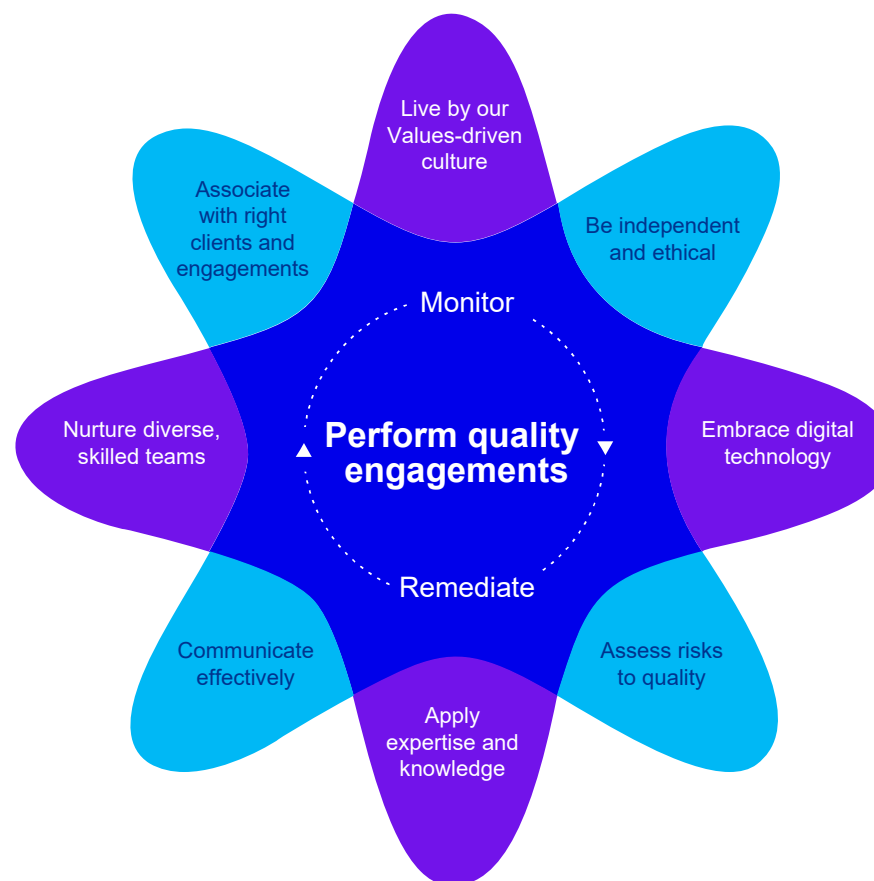 Live by our
Values-driven
culture
Associate
with right
clients and
engagements
Be independent
and ethical
Monitor
Nurture diverse,
skilled teams
Perform quality
engagements
Embrace digital
technology
Remediate
Communicate
effectively
Assess risks
to quality
Apply
expertise and
knowledge